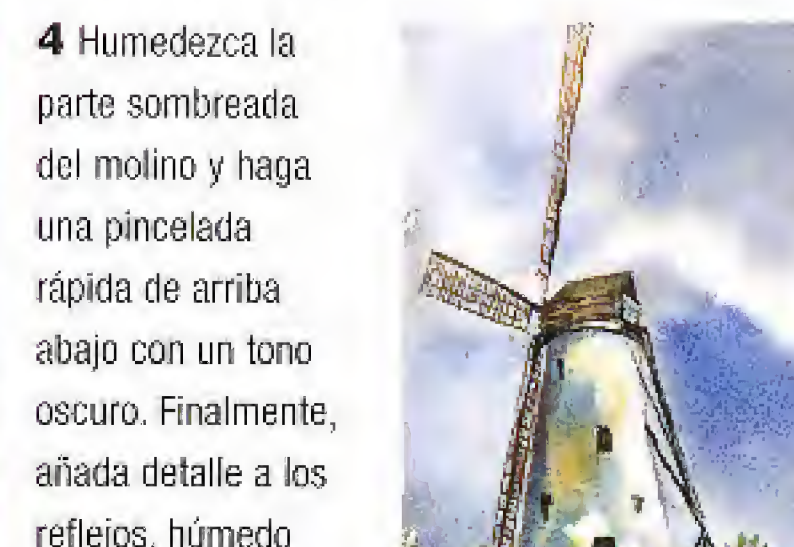 4 Humedezca la
parte sombreada
del molino y haga
una pincelada
rápida de arriba
abajo con un tono
oscuro. Finalmente,
añada detalle a los
reflejos, húmedo